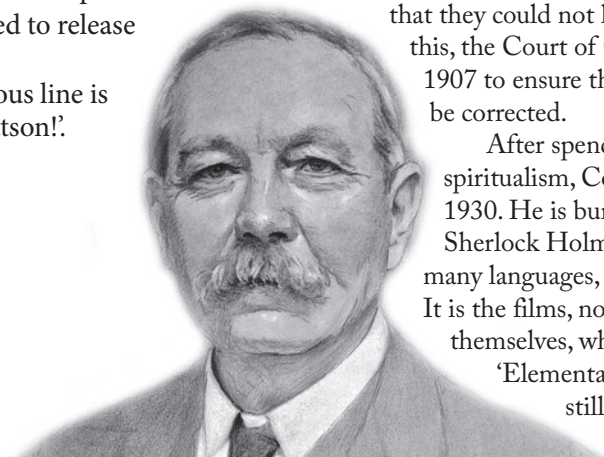 ed to release
ous line is
tson!’.
that they could not
this, the Court of
1907 to ensure th
be corrected.
After spend
spiritualism, Co
1930. He is bur
Sherlock Holm
many languages,
It is the films, no
themselves, wh
‘Elementa
still